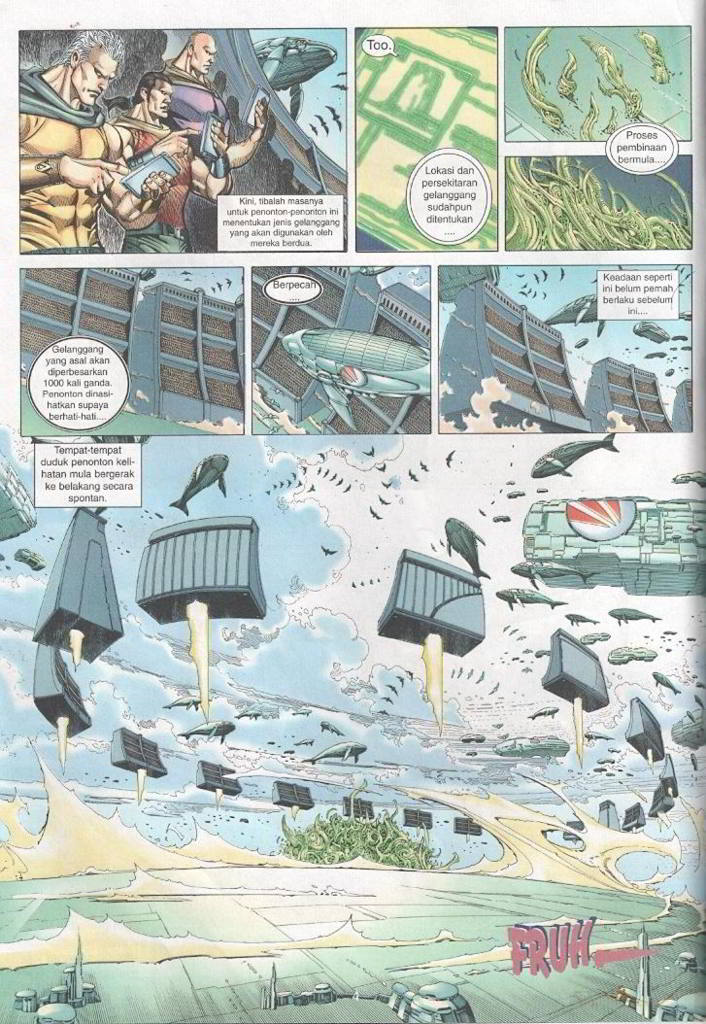 Kini, tibalah masanya
untuk penonton-penonton ini
menentukan jenis gelanggang
yang akan digunakan oleh
mereka berdua.
Too.
Lokasi dan
persekitaran
gelanggang
sudahpun
ditentukan
....
Proses
pembinaan
bermula....
Gelanggang
yang asal akan
diperbesarkan
1000 kali ganda.
Penonton dinasi-
hatkan supaya
berhati-hati....
Berpecah
....
Keadaan seperti
ini belum pernah
berlaku sebelum
ini....
Tempat-tempat
duduk penonton keli-
hatan mula bergerak
ke belakang secara
spontan.
FRUH